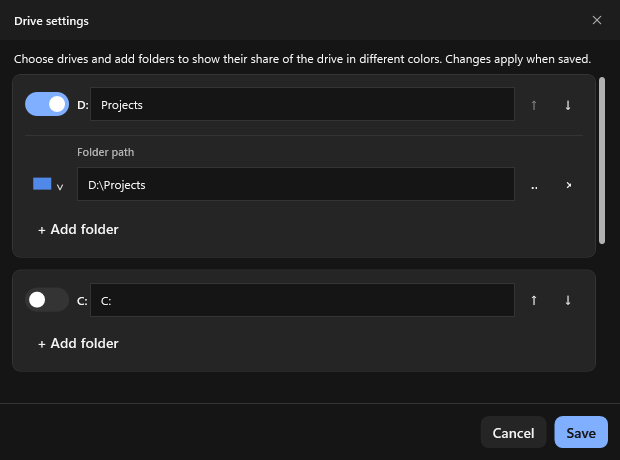 Drive settings
Choose drives and add folders to show their share of the drive in different colors. Changes apply when saved.
D: Projects
Folder path
D:\Projects ..
+ Add folder
C: C:
+ Add folder
Cancel Save